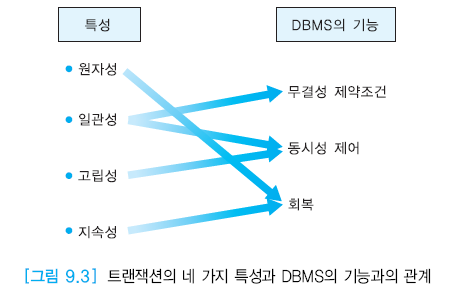 특성
DBMS의 기능
• 원자성
• 일관성
• 고립성
• 지속성
무결성 제약조건
동시성 제어
회복
[그림 9.3] 트랜잭션의 네 가지 특성과 DBMS의 기능과의 관계